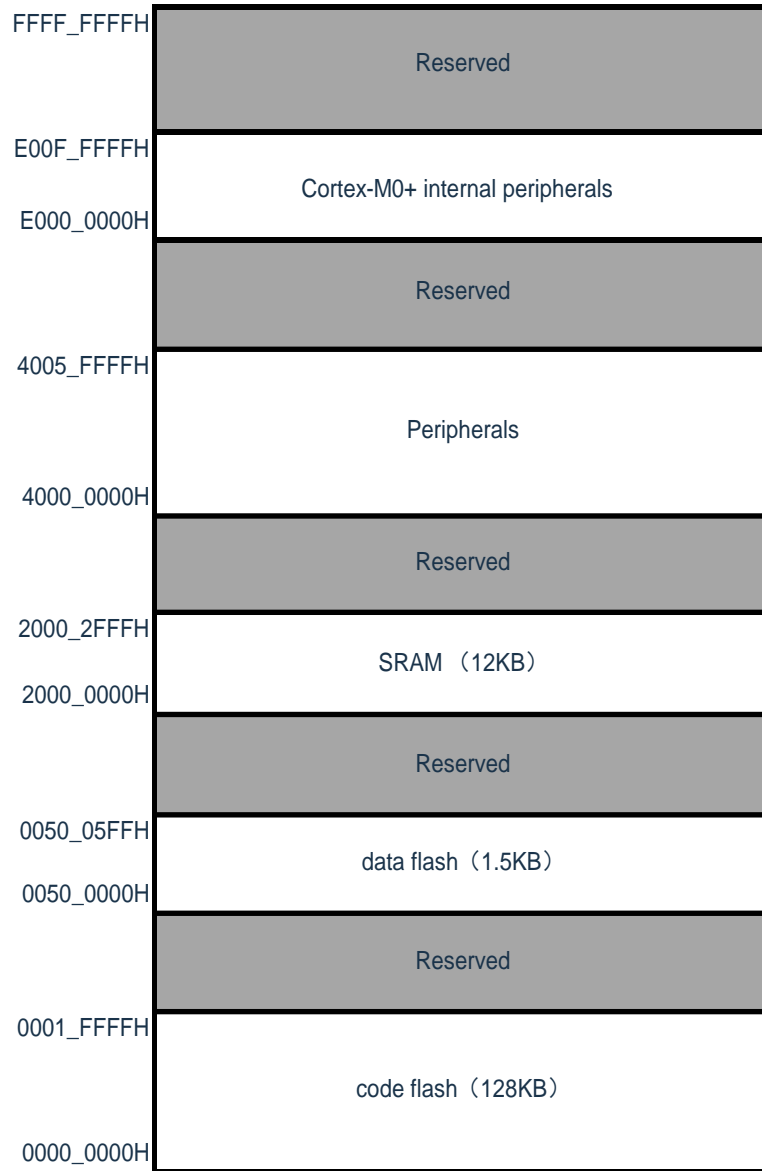 FFFF_FFFFH
Reserved
E00F_FFFFH
Cortex-M0+ internal peripherals
E000_0000H
Reserved
4005_FFFFH
Peripherals
4000_0000H
Reserved
2000_2FFFH
SRAM （12KB）
2000_0000H
Reserved
0050_05FFH
data flash（1.5KB）
0050_0000H
Reserved
0001_FFFFH
code flash（128KB）
0000_0000H